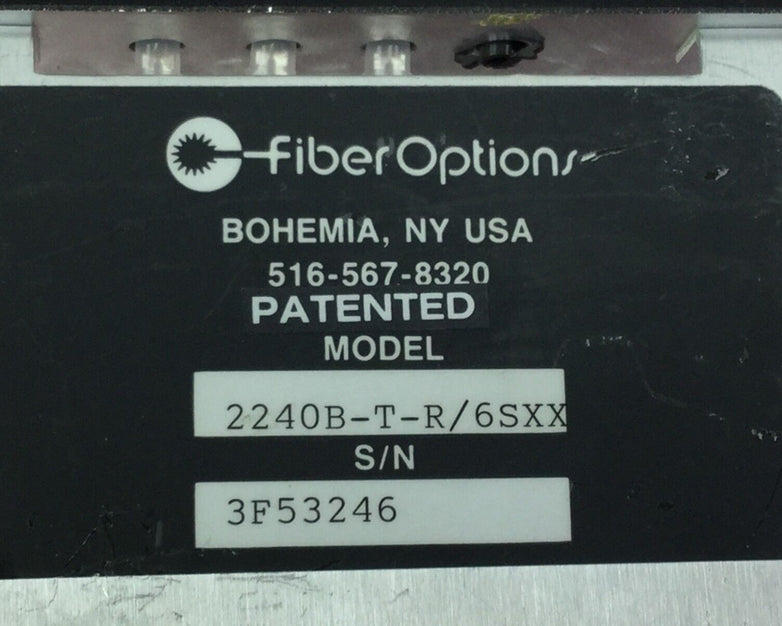 fiberOptions
BOHEMIA, NY USA
516-567-8320
PATENTED
MODEL
2240B-T-R/6SXX
S/N
3F53246